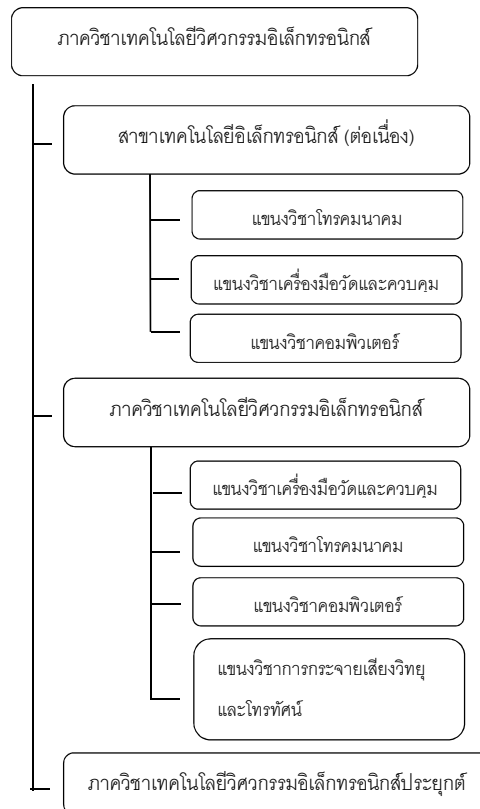 ภาควิชาเทคโนโลยีวิศวกรรมอิเล็กทรอนิกส์
สาขาเทคโนโลยีอิเล็กทรอนิกส์ (ต่อเนื่อง)
แขนงวิชาโทรคมนาคม
แขนงวิชาเครื่องมือวัดและควบคุม
แขนงวิชาคอมพิวเตอร์
ภาควิชาเทคโนโลยีวิศวกรรมอิเล็กทรอนิกส์
แขนงวิชาเครื่องมือวัดและควบคุม
แขนงวิชาโทรคมนาคม
แขนงวิชาคอมพิวเตอร์
แขนงวิชาการกระจายเสียงวิทยุ
และโทรทัศน์
ภาควิชาเทคโนโลยีวิศวกรรมอิเล็กทรอนิกส์ประยุกต์